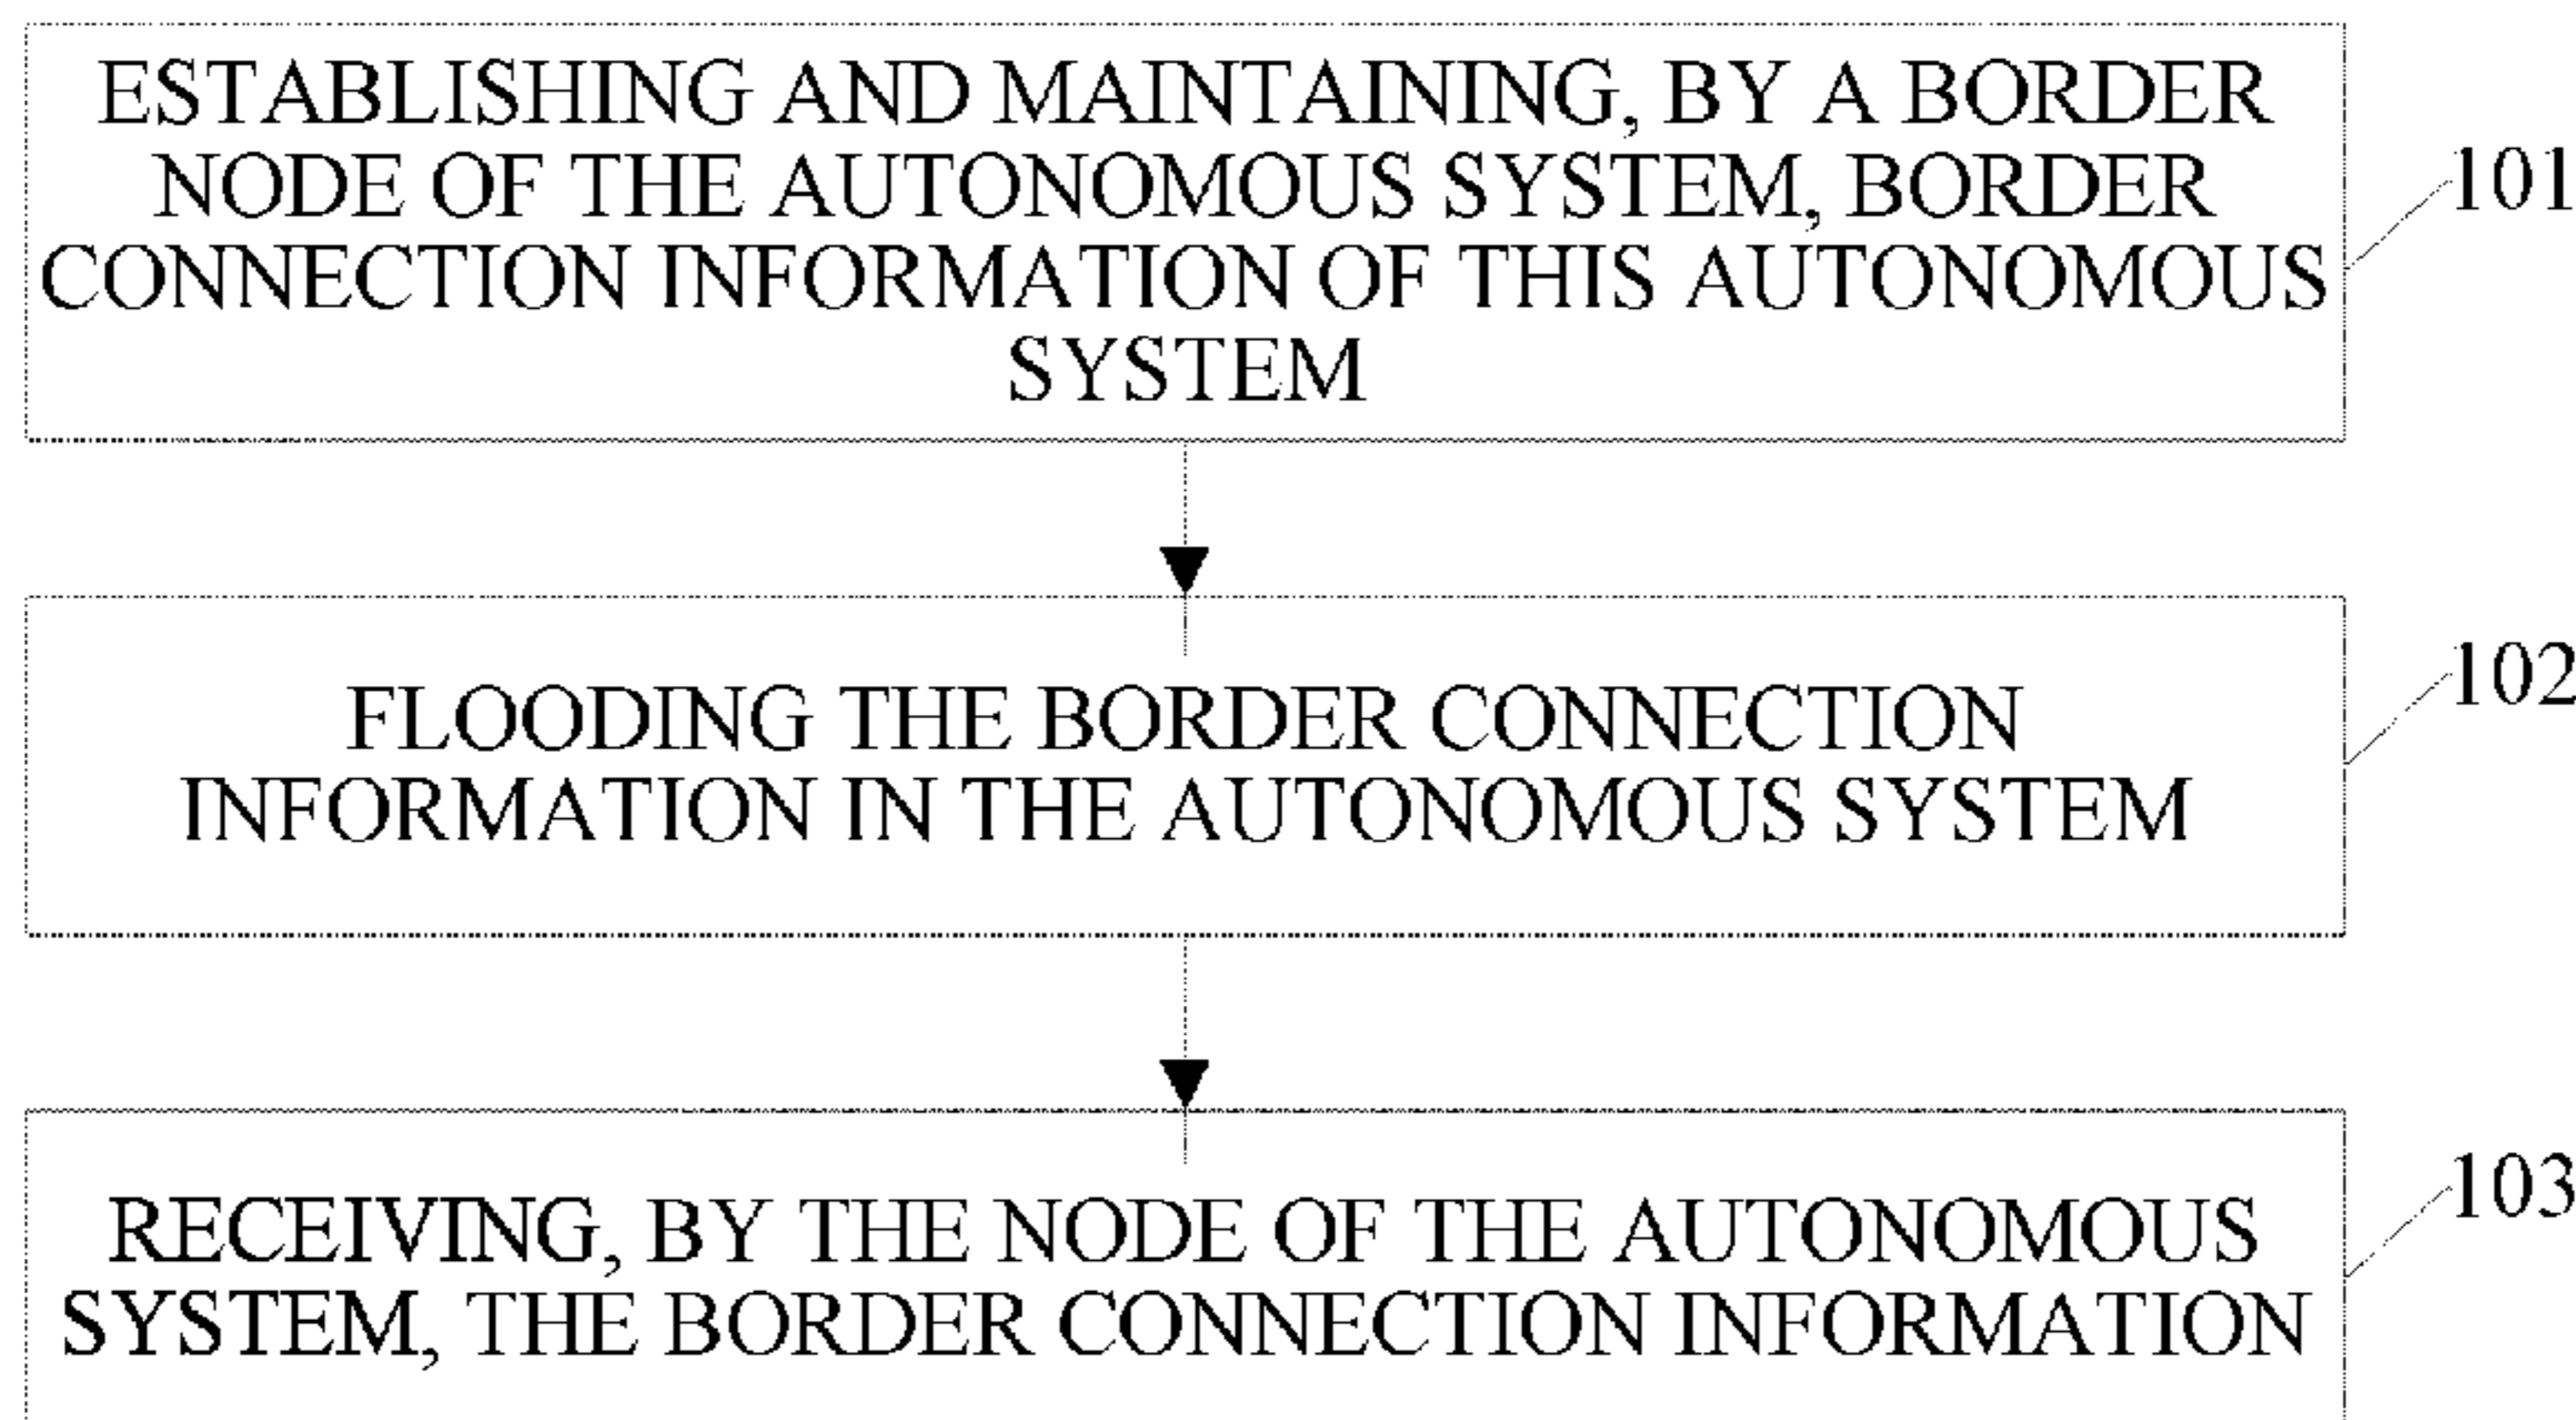 ESTABLISHING AND MAINTAINING, BY A BORDER
NODE OF THE AUTONOMOUS SYSTEM, BORDER
CONNECTION INFORMATION OF THIS AUTONOMOUS
SYSTEM
101
FLOODING THE BORDER CONNECTION
INFORMATION IN THE AUTONOMOUS SYSTEM
102
RECEIVING, BY THE NODE OF THE AUTONOMOUS
SYSTEM, THE BORDER CONNECTION INFORMATION
103